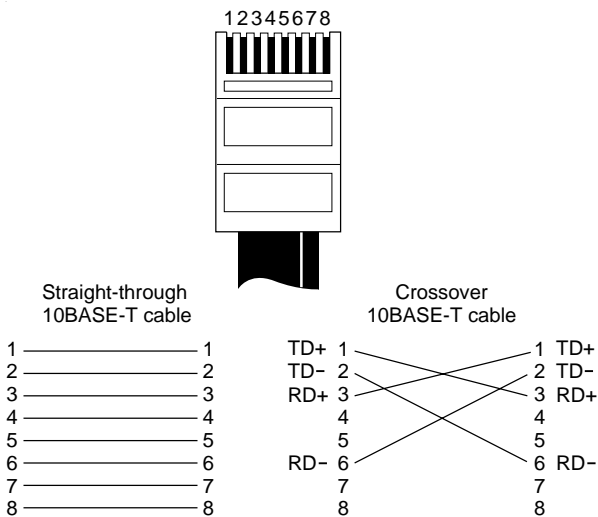 12345678
Straight-through
10BASE-T cable
1 1
2 2
3 3
4 4
5 5
6 6
7 7
8 8
Crossover
10BASE-T cable
TD+ 1 1 TD+
TD- 2 2 TD-
RD+ 3 3 RD+
4 4
5 5
RD- 6 6 RD-
7 7
8 8